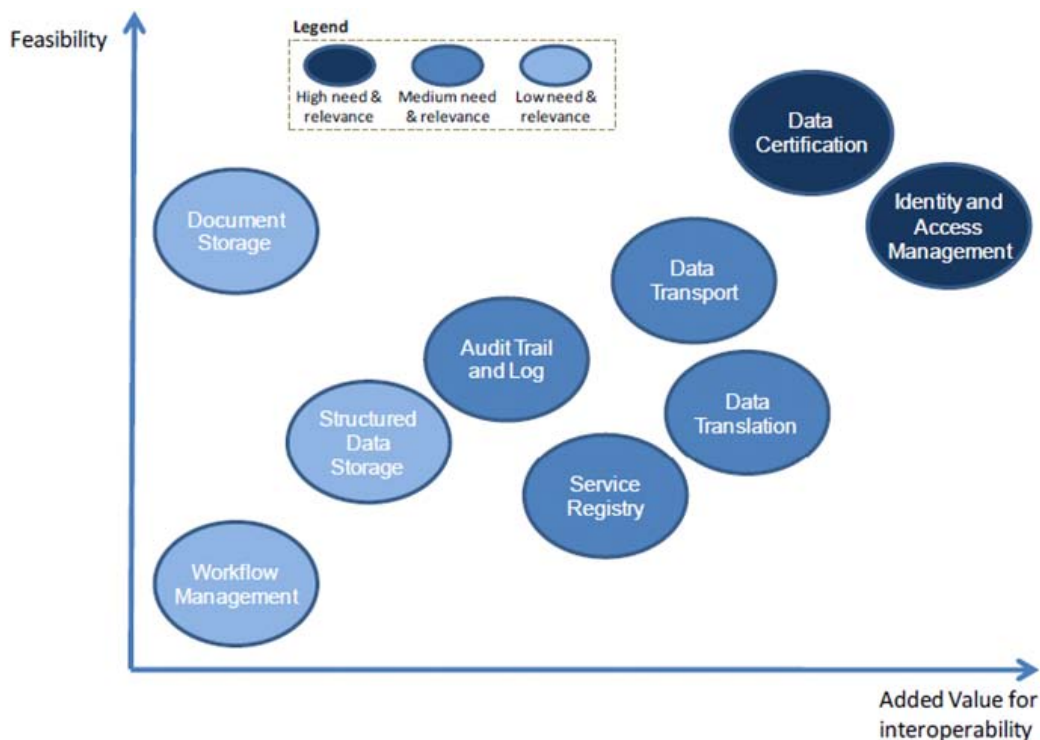 Feasibility
Legend
High need &
relevance
Medium need
& relevance
Low need &
relevance
Data
Certification
Identity and
Access
Management
Document
Storage
Data
Transport
Audit Trail
and Log
Data
Translation
Structured
Data
Storage
Service
Registry
Workflow
Management
Added Value for
interoperability